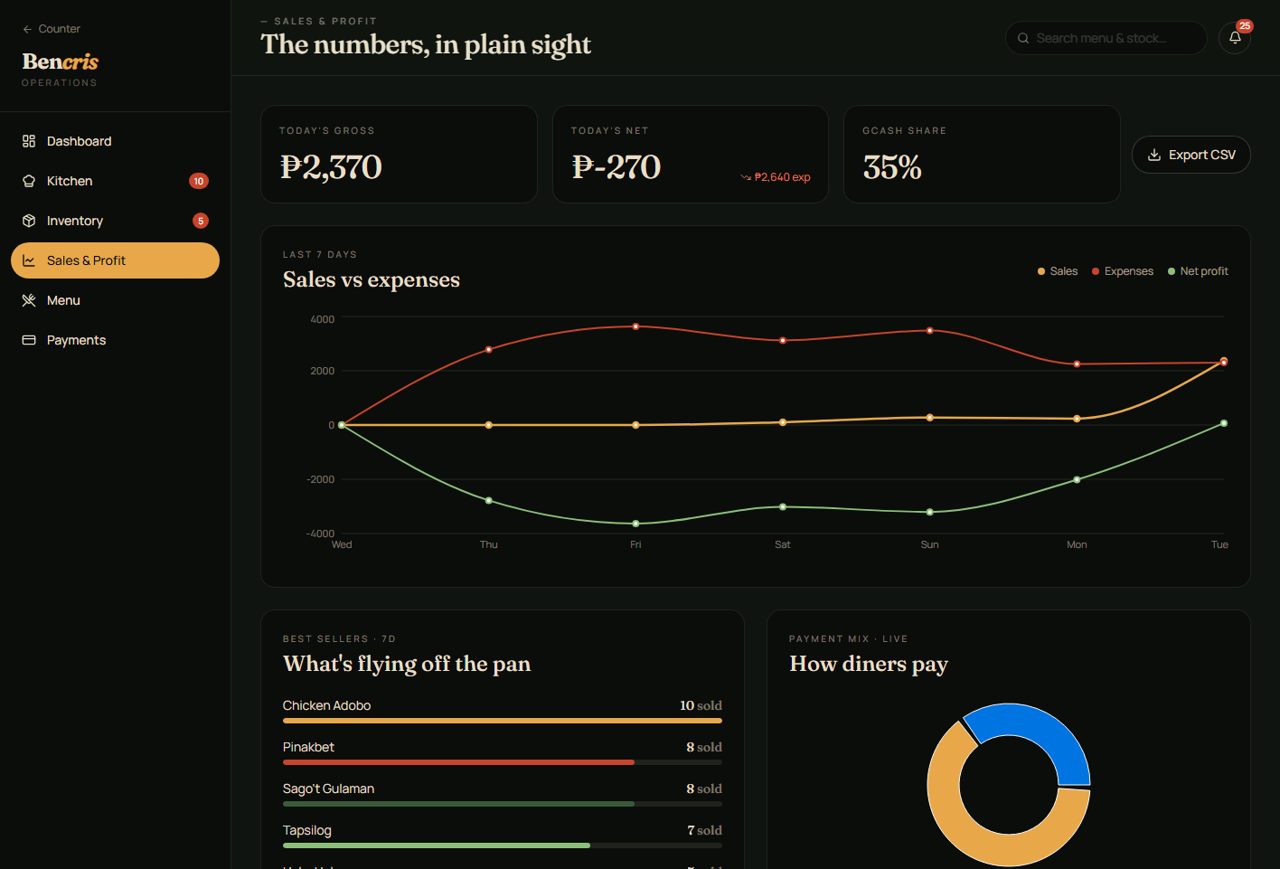 ← Counter
Bencris
OPERATIONS
Dashboard
Kitchen
10
Inventory
5
Sales & Profit
Menu
Payments
— SALES & PROFIT
The numbers, in plain sight
Search menu & stock...
25
TODAY'S GROSS
₱2,370
TODAY'S NET
₱-270
₱2,640 exp
GCASH SHARE
35%
Export CSV
LAST 7 DAYS
Sales vs expenses
Sales
Expenses
Net profit
4000
2000
0
-2000
-4000
Wed
Thu
Fri
Sat
Sun
Mon
Tue
BEST SELLERS · 7D
What's flying off the pan
Chicken Adobo
10 sold
Pinakbet
8 sold
Sago't Gulaman
8 sold
Tapsilog
7 sold
PAYMENT MIX · LIVE
How diners pay